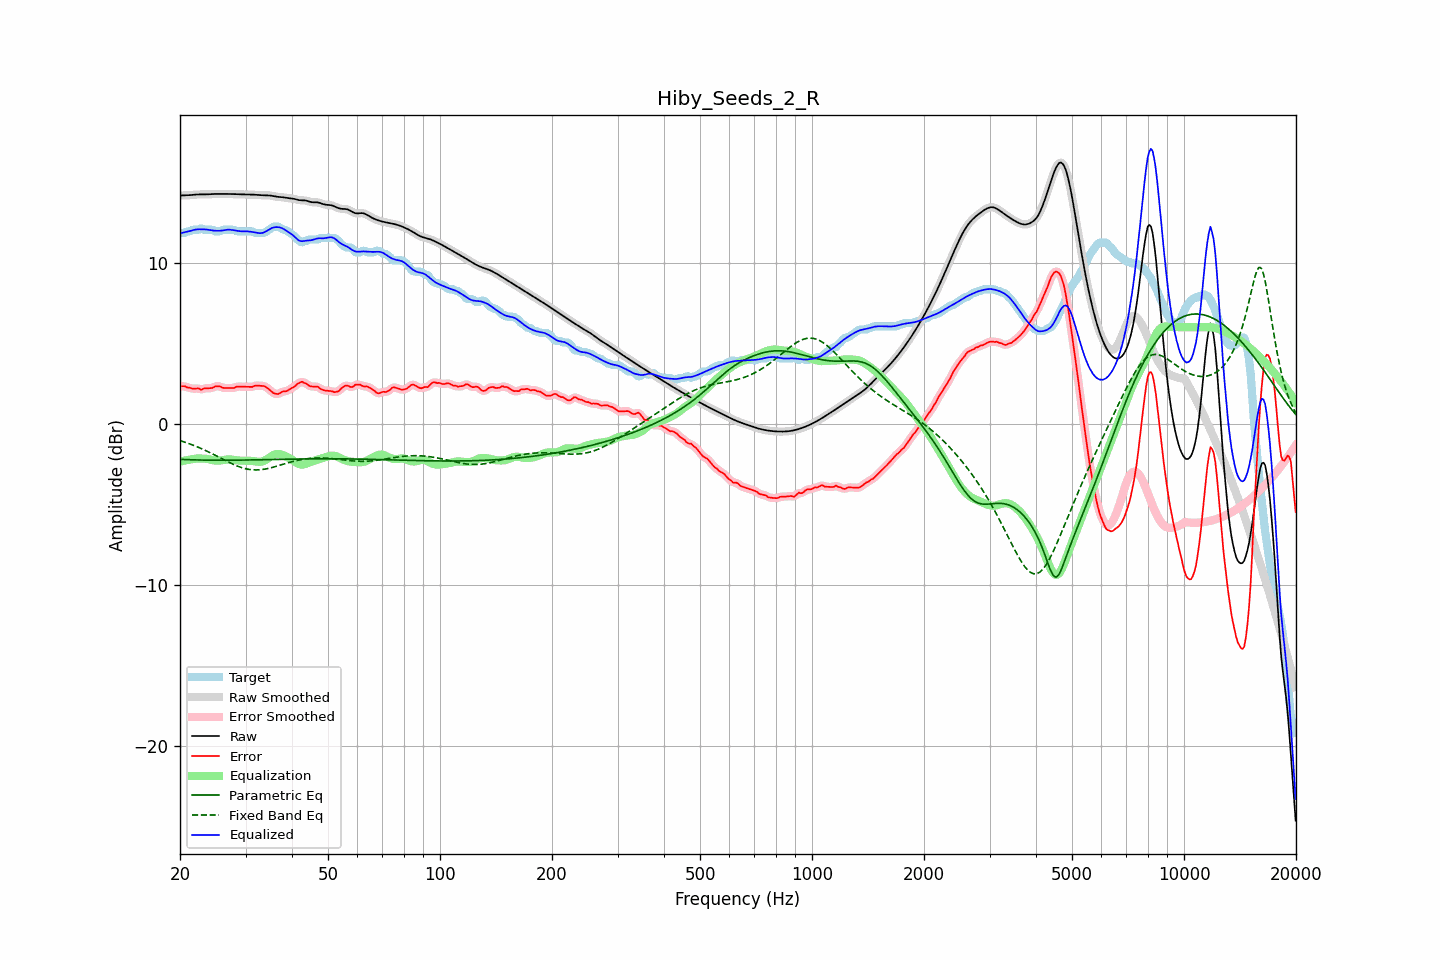 Hiby_Seeds_2_R
Amplitude (dBr)
10
0
−10
−20
Target
Raw Smoothed
Error Smoothed
Raw
Error
Equalization
Parametric Eq
Fixed Band Eq
Equalized
20 50 100 200 500 1000 2000 5000 10000 20000
Frequency (Hz)